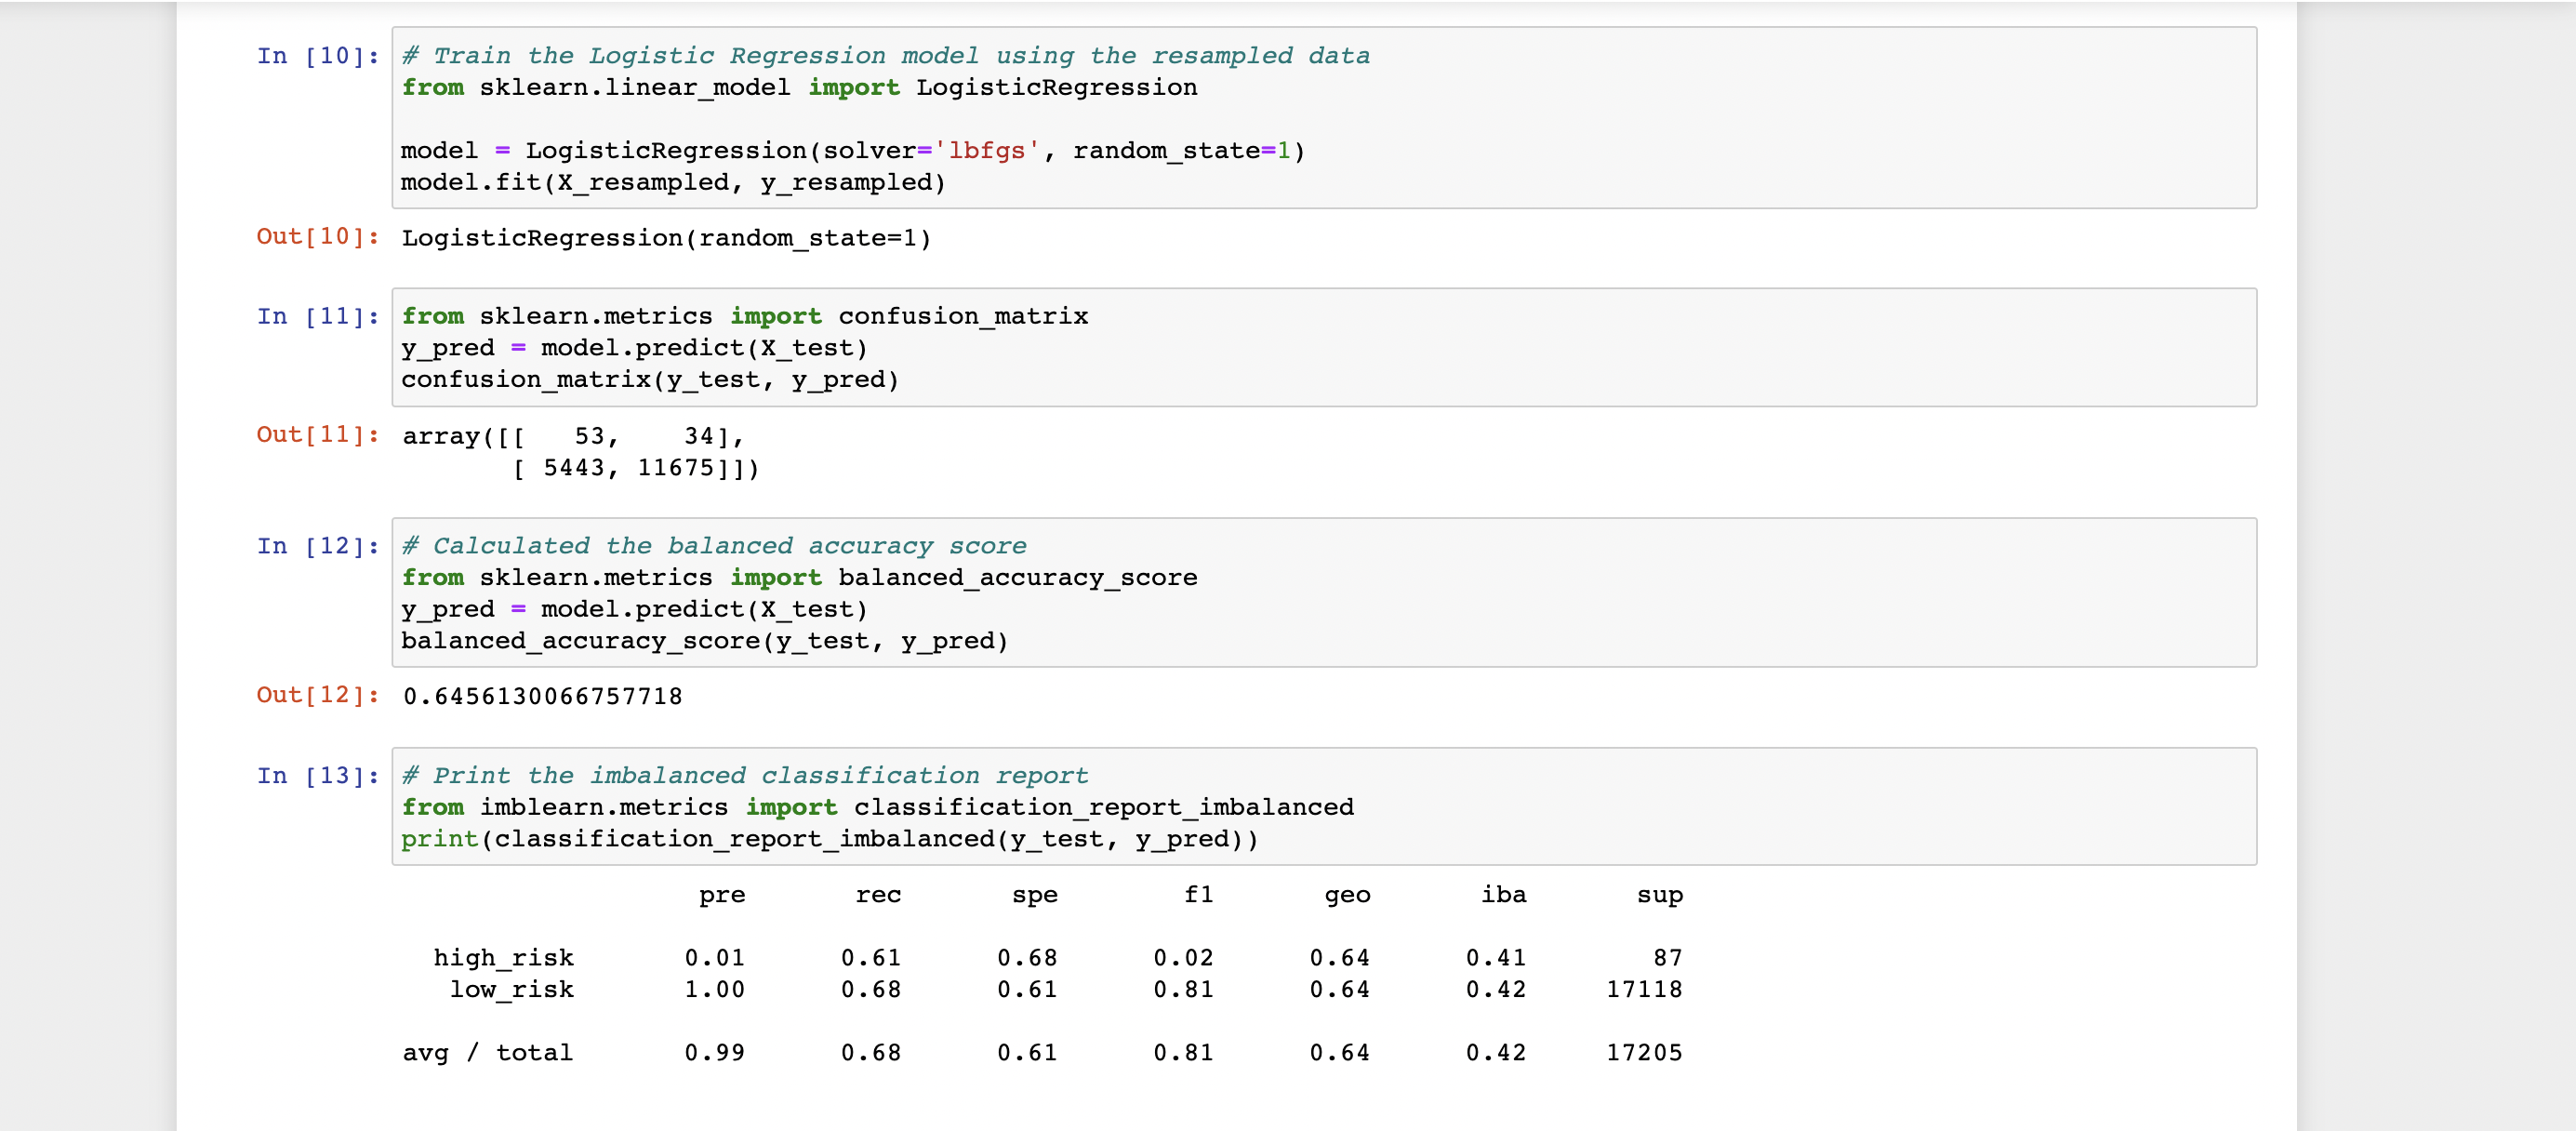 In [10]: # Train the Logistic Regression model using the resampled data
from sklearn.linear_model import LogisticRegression

model = LogisticRegression(solver='lbfgs', random_state=1)
model.fit(X_resampled, y_resampled)
Out[10]: LogisticRegression(random_state=1)
In [11]: from sklearn.metrics import confusion_matrix
y_pred = model.predict(X_test)
confusion_matrix(y_test, y_pred)
Out[11]: array([[   53,    34],
       [ 5443, 11675]])
In [12]: # Calculated the balanced accuracy score
from sklearn.metrics import balanced_accuracy_score
y_pred = model.predict(X_test)
balanced_accuracy_score(y_test, y_pred)
Out[12]: 0.6456130066757718
In [13]: # Print the imbalanced classification report
from imblearn.metrics import classification_report_imbalanced
print(classification_report_imbalanced(y_test, y_pred))
pre rec spe f1 geo iba sup
high_risk 0.01 0.61 0.68 0.02 0.64 0.41 87
low_risk 1.00 0.68 0.61 0.81 0.64 0.42 17118
avg / total 0.99 0.68 0.61 0.81 0.64 0.42 17205